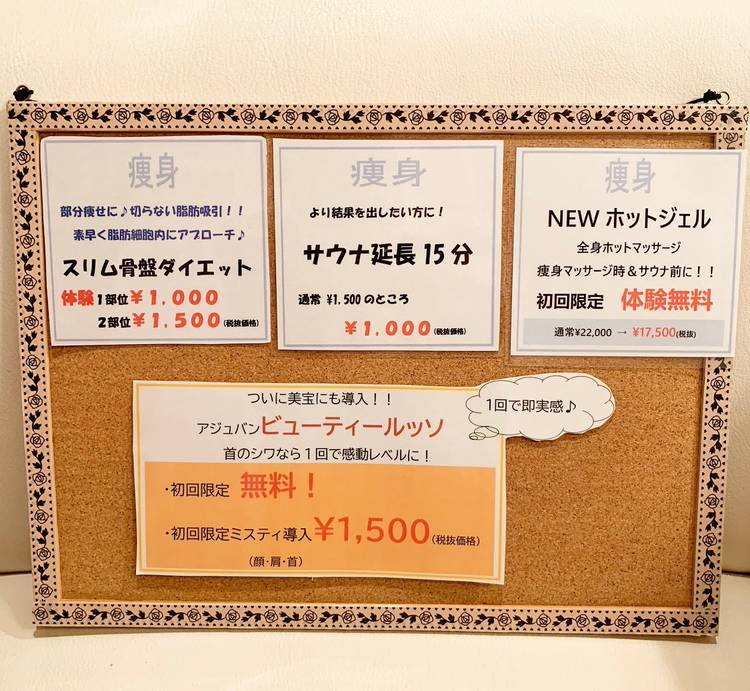 痩身
部分痩せに♪切らない脂肪吸引！！
素早く脂肪細胞内にアプローチ♪
スリム骨盤ダイエット
体験1部位￥1,000
2部位￥1,500(税抜価格)
痩身
より結果を出したい方に！
サウナ延長15分
通常 ¥1,500のところ
￥1,000(税抜価格)
痩身
NEWホットジェル
全身ホットマッサージ
痩身マッサージ時＆サウナ前に！！
初回限定 体験無料
通常¥22,000 → ¥17,500(税抜)
ついに美宝にも導入！！
アジュバンビューティールッソ
首のシワなら１回で感動レベルに！
・初回限定 無料！
・初回限定ミスティ導入￥1,500(税抜価格)
（顔・肩・首）
1回で即実感♪